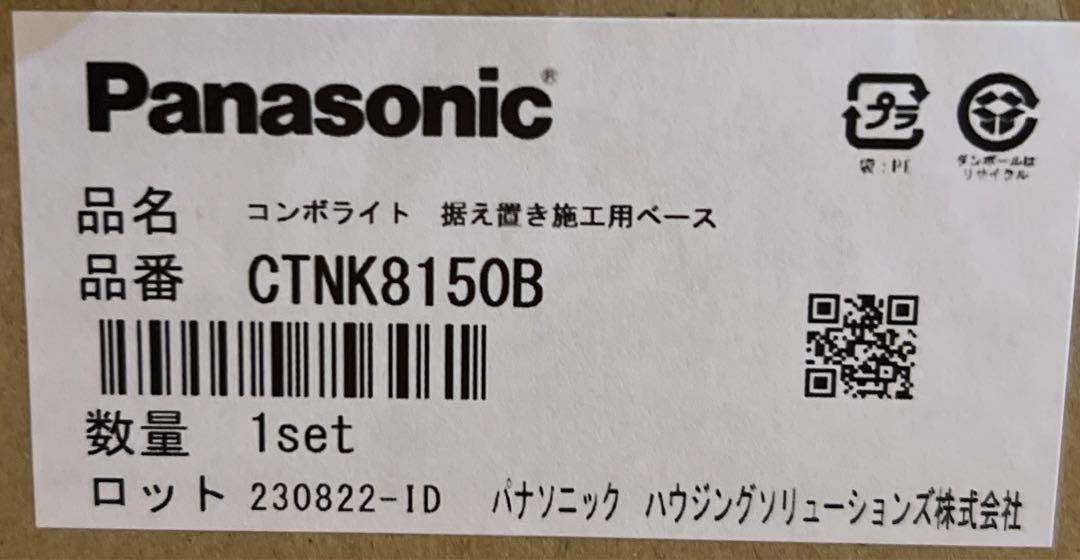 Panasonic®
プラ
袋：PE
ダンボールは
リサイクル
品名 コンボライト 据え置き施工用ベース
品番 CTNK8150B
数量 1set
ロット 230822-ID パナソニック ハウジングソリューションズ株式会社